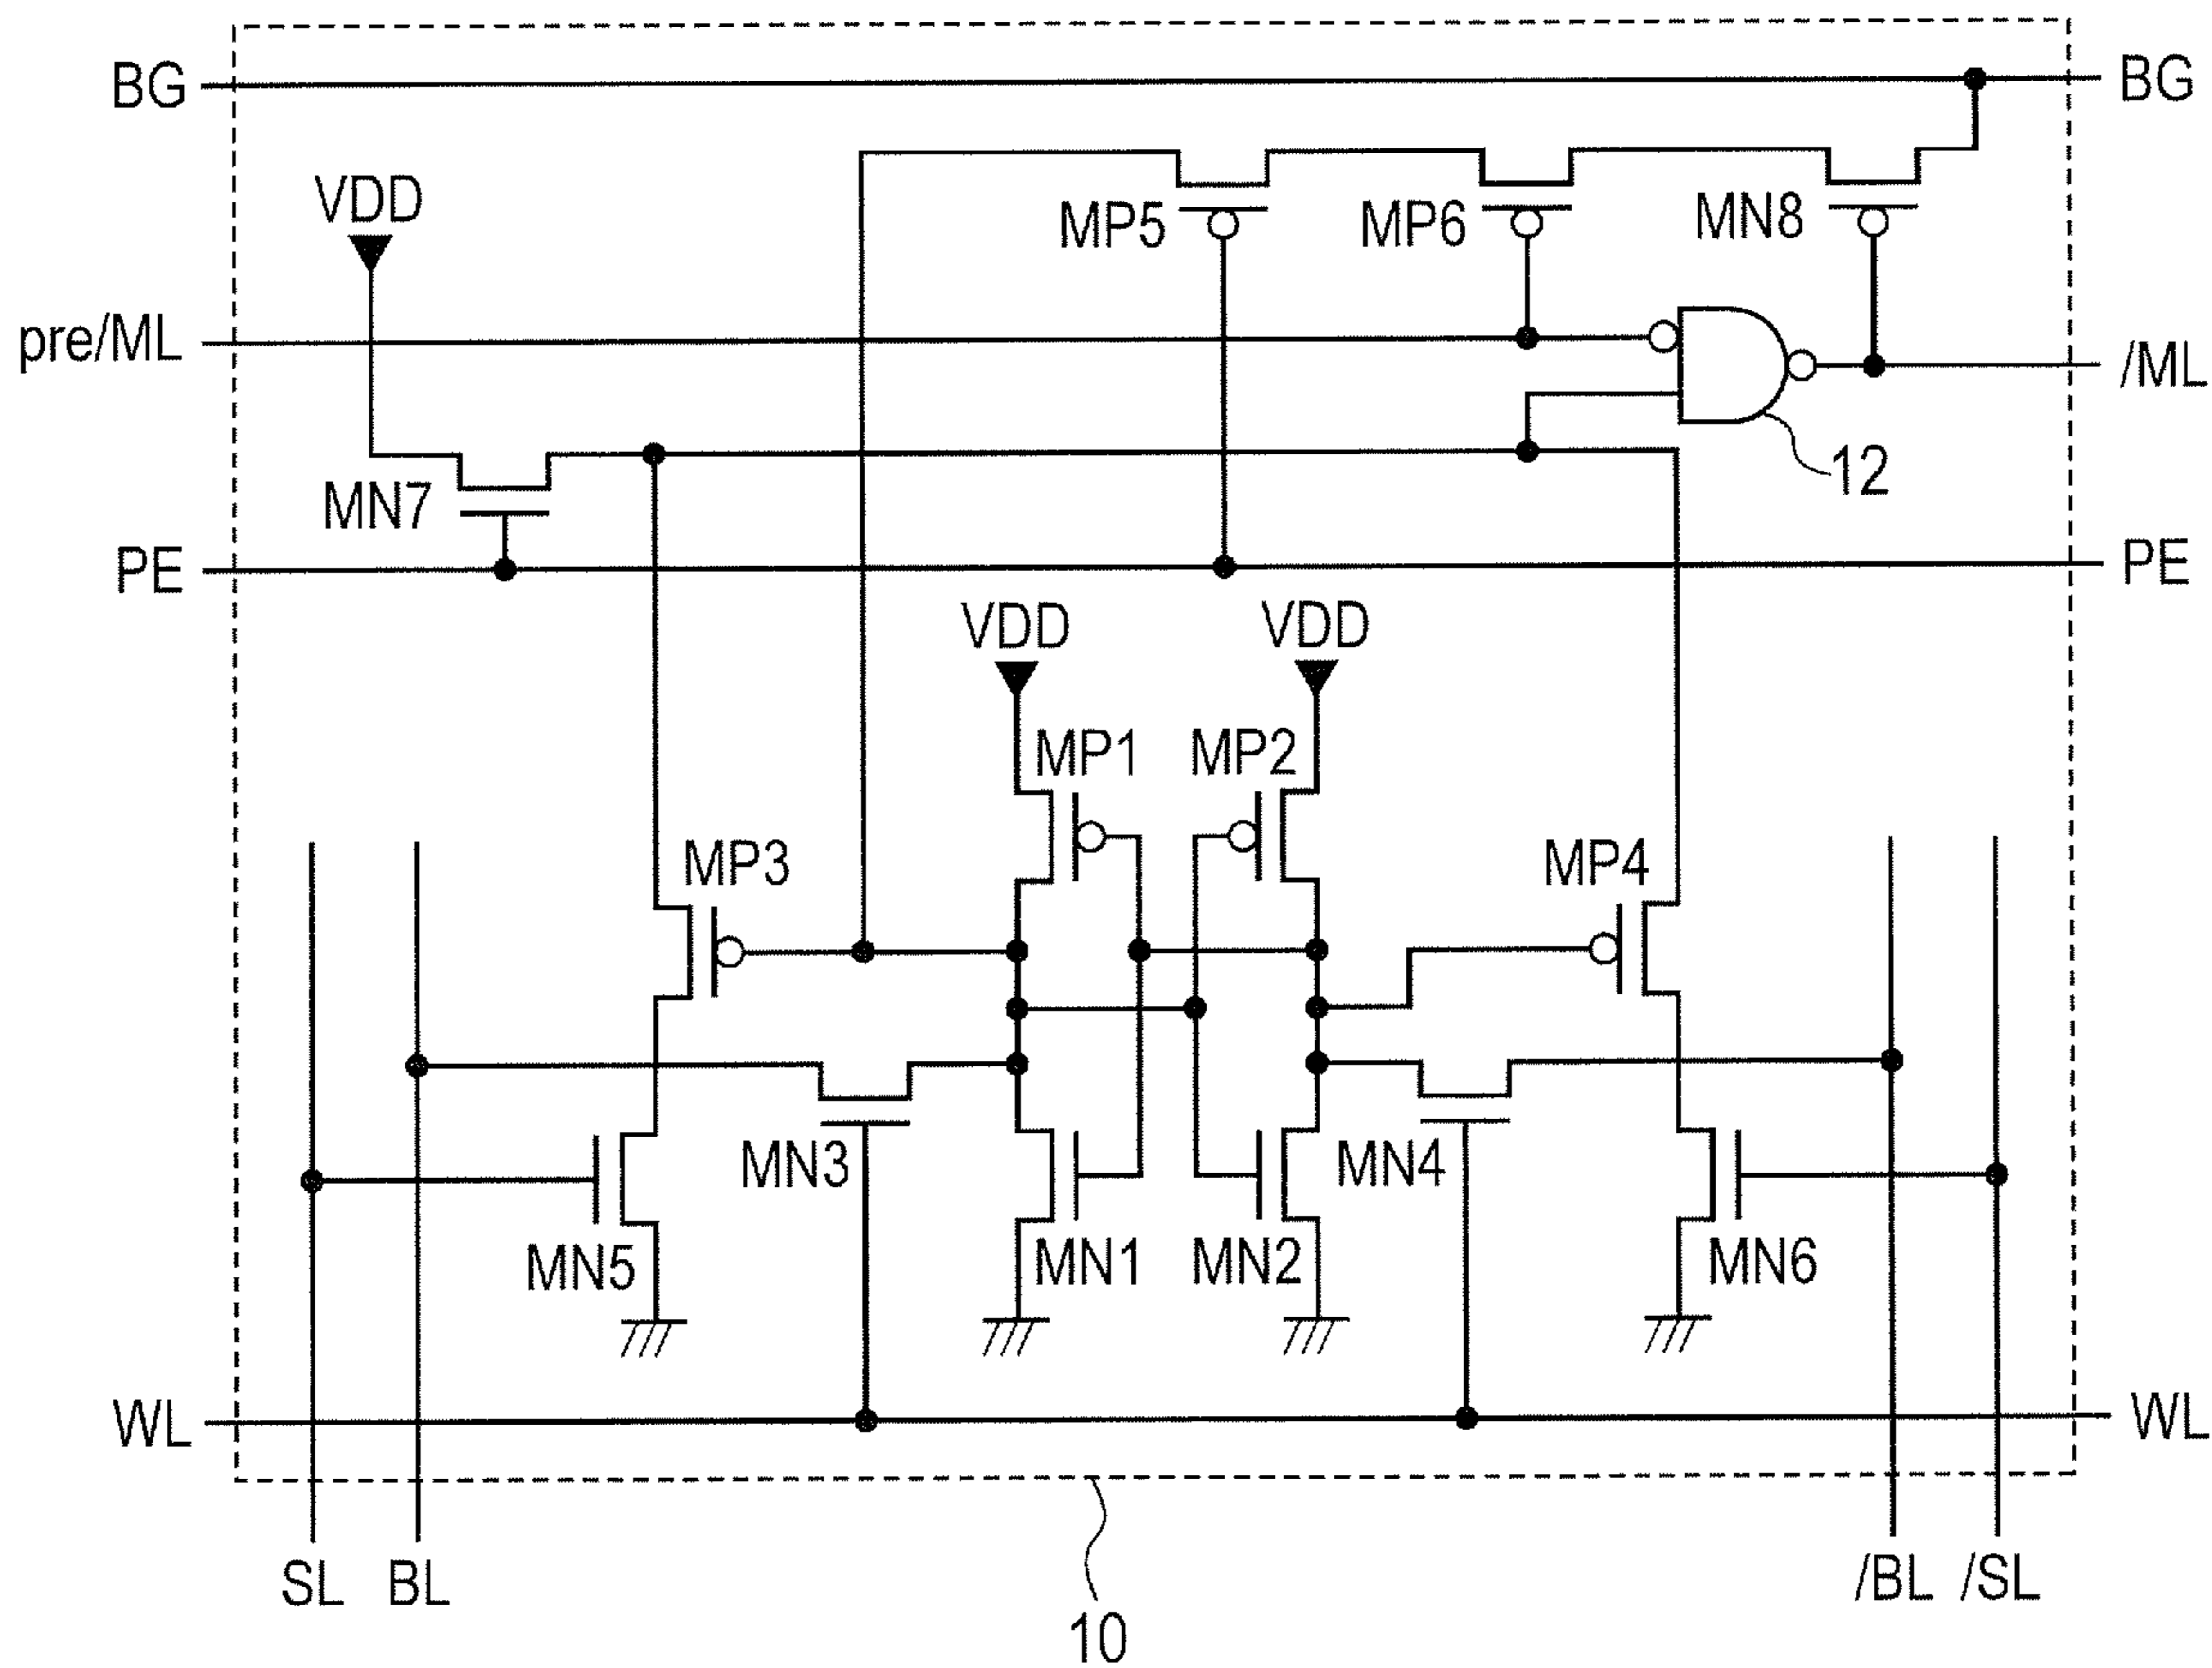 BG
BG
VDD
MP5
MP6
MN8
pre/ML
/ML
12
MN7
PE
PE
VDD
VDD
MP1
MP2
MP3
MP4
MN3
MN4
MN5
MN1
MN2
MN6
WL
WL
SL
BL
/BL
/SL
10